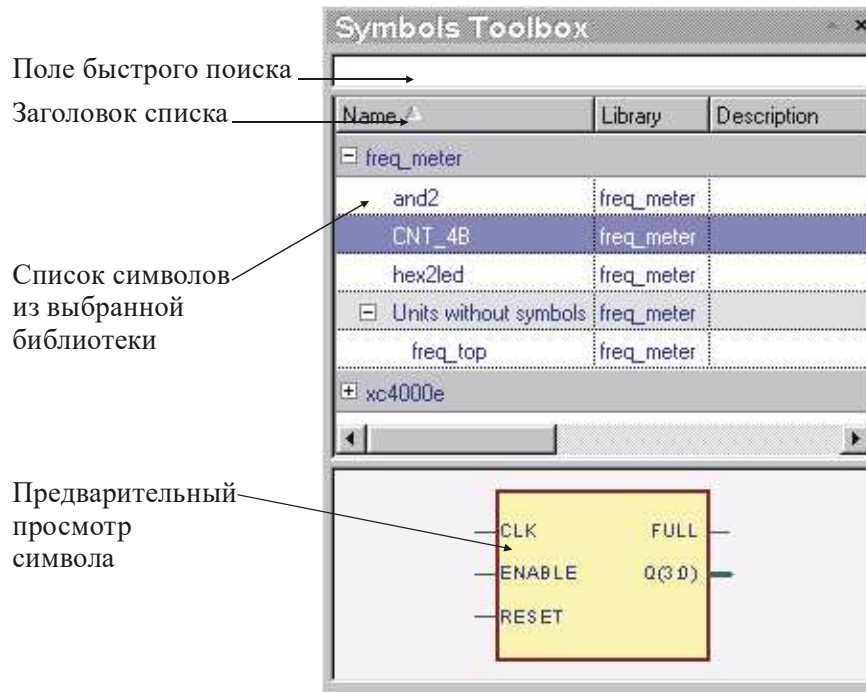 Symbols Toolbox
Поле быстрого поиска
Заголовок списка
Name Library Description
freq_meter
and2 freq_meter
CNT_4B freq_meter
hex2led freq_meter
Список символов
из выбранной
библиотеки
Units without symbols freq_meter
freq_top freq_meter
xc4000e
Предварительный
просмотр
символа
CLK FULL
ENABLE Q(3:0)
RESET